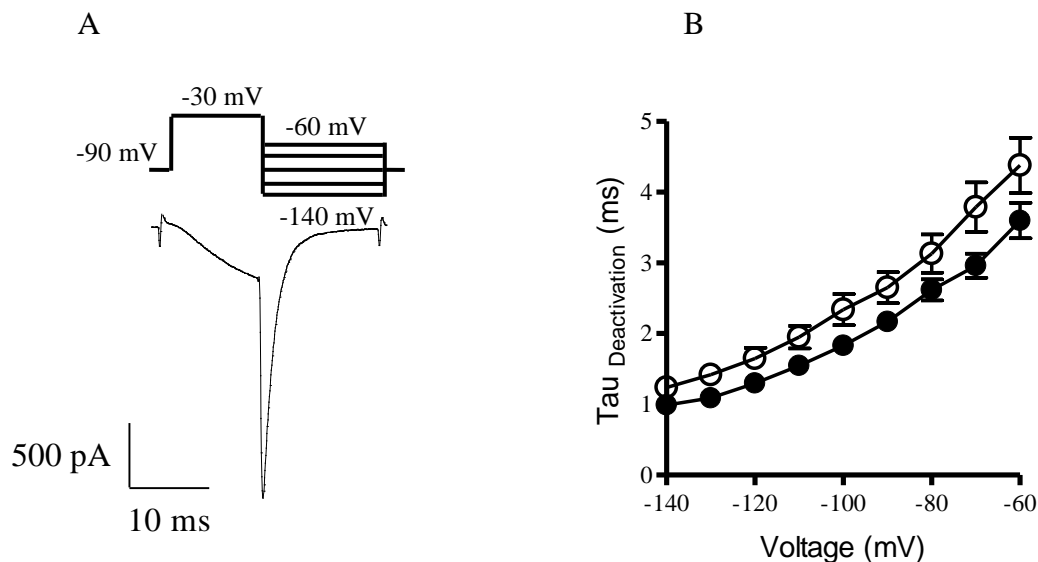 A
-30 mV
-60 mV
-90 mV
-140 mV
500 pA
10 ms
B
Tau Deactivation (ms)
5
4
3
2
1
0
-140
-120
-100
-80
-60
Voltage (mV)